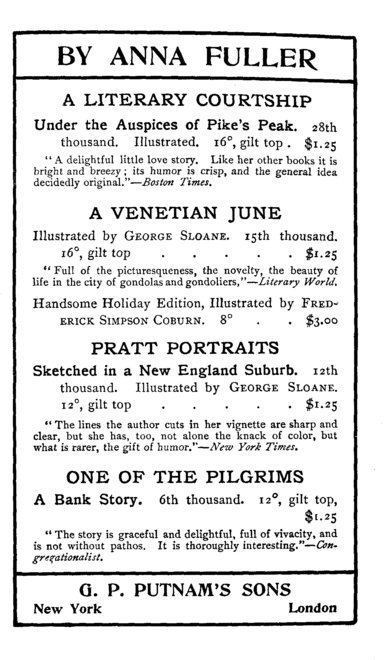 BY ANNA FULLER
A LITERARY COURTSHIP
Under the Auspices of Pike's Peak. 28th
thousand. Illustrated. 16°, gilt top . $1.25
"A delightful little love story. Like her other books it is
bright and breezy; its humor is crisp, and the general idea
decidedly original."—Boston Times.
A VENETIAN JUNE
Illustrated by GEORGE SLOANE. 15th thousand.
16°, gilt top . . . . . $1.25
"Full of the picturesqueness, the novelty, the beauty of
life in the city of gondolas and gondoliers,"—Literary World.
Handsome Holiday Edition, Illustrated by FRED-
ERICK SIMPSON COBURN. 8° . . $3.00
PRATT PORTRAITS
Sketched in a New England Suburb. 12th
thousand. Illustrated by GEORGE SLOANE.
12°, gilt top . . . . . $1.25
"The lines the author cuts in her vignette are sharp and
clear, but she has, too, not alone the knack of color, but
what is rarer, the gift of humor."—New York Times.
ONE OF THE PILGRIMS
A Bank Story. 6th thousand. 12°, gilt top,
$1.25
"The story is graceful and delightful, full of vivacity, and
is not without pathos. It is thoroughly interesting."—Con-
gregationalist.
G. P. PUTNAM'S SONS
New York London